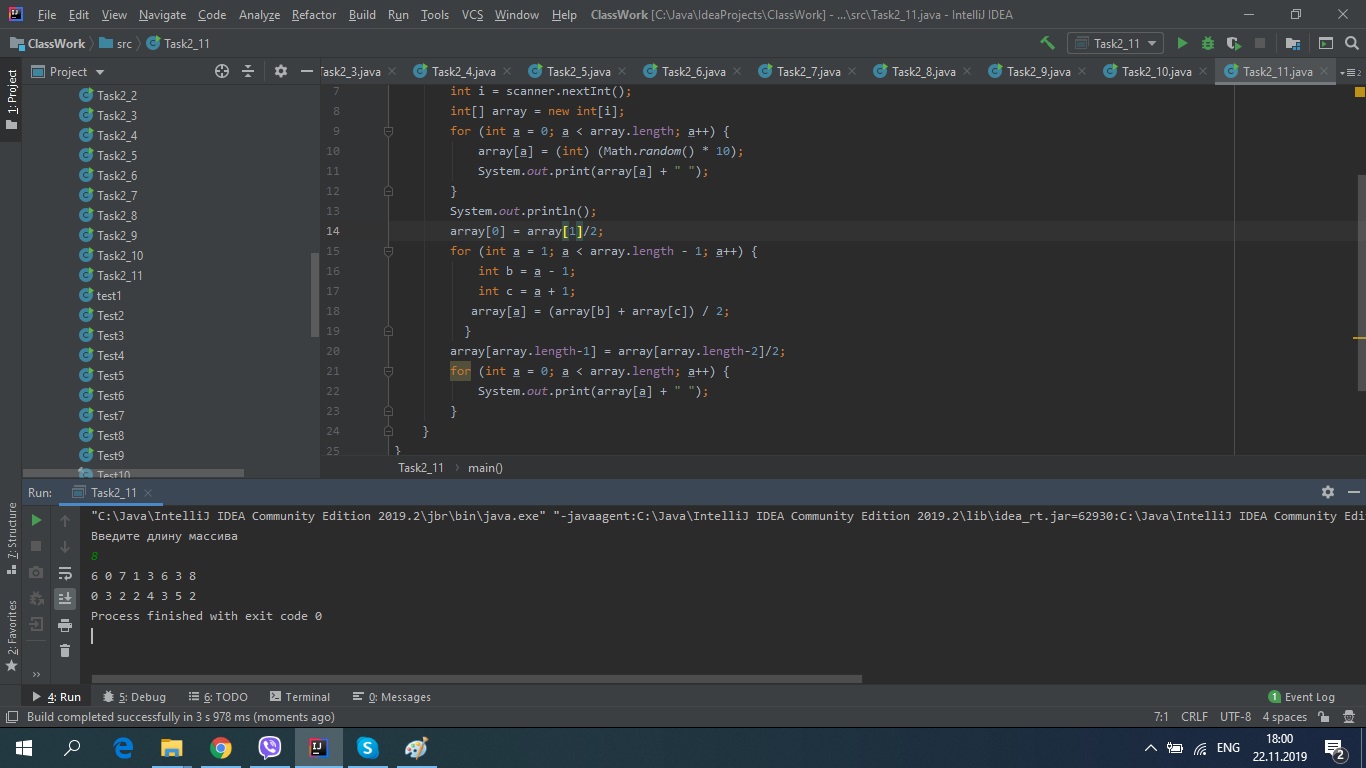 File Edit View Navigate Code Analyze Refactor Build Run Tools VCS Window Help ClassWork [C:\Java\IdeaProjects\ClassWork] - ...\src\Task2_11.java - IntelliJ IDEA
ClassWork src Task2_11 Task2_11
Project Task2_3.java Task2_4.java Task2_5.java Task2_6.java Task2_7.java Task2_8.java Task2_9.java Task2_10.java Task2_11.java
1: Project
Task2_2
Task2_3
Task2_4
Task2_5
Task2_6
Task2_7
Task2_8
Task2_9
Task2_10
Task2_11
test1
Test2
Test3
Test4
Test5
Test6
Test7
Test8
Test9
Test10
7 int i = scanner.nextInt();
8 int[] array = new int[i];
9 for (int a = 0; a < array.length; a++) {
10 array[a] = (int) (Math.random() * 10);
11 System.out.print(array[a] + " ");
12 }
13 System.out.println();
14 array[0] = array[1]/2;
15 for (int a = 1; a < array.length - 1; a++) {
16 int b = a - 1;
17 int c = a + 1;
18 array[a] = (array[b] + array[c]) / 2;
19 }
20 array[array.length-1] = array[array.length-2]/2;
21 for (int a = 0; a < array.length; a++) {
22 System.out.print(array[a] + " ");
23 }
24 }
25 }
Task2_11 main()
Run: Task2_11
7: Structure
2: Favorites
"C:\Java\IntelliJ IDEA Community Edition 2019.2\jbr\bin\java.exe" "-javaagent:C:\Java\IntelliJ IDEA Community Edition 2019.2\lib\idea_rt.jar=62930:C:\Java\IntelliJ IDEA Community Edi
Введите длину массива
8
6 0 7 1 3 6 3 8
0 3 2 2 4 3 5 2
Process finished with exit code 0
4: Run 5: Debug 6: TODO Terminal 0: Messages 1 Event Log
Build completed successfully in 3 s 978 ms (moments ago) 7:1 CRLF UTF-8 4 spaces
ENG 18:00
22.11.2019 2